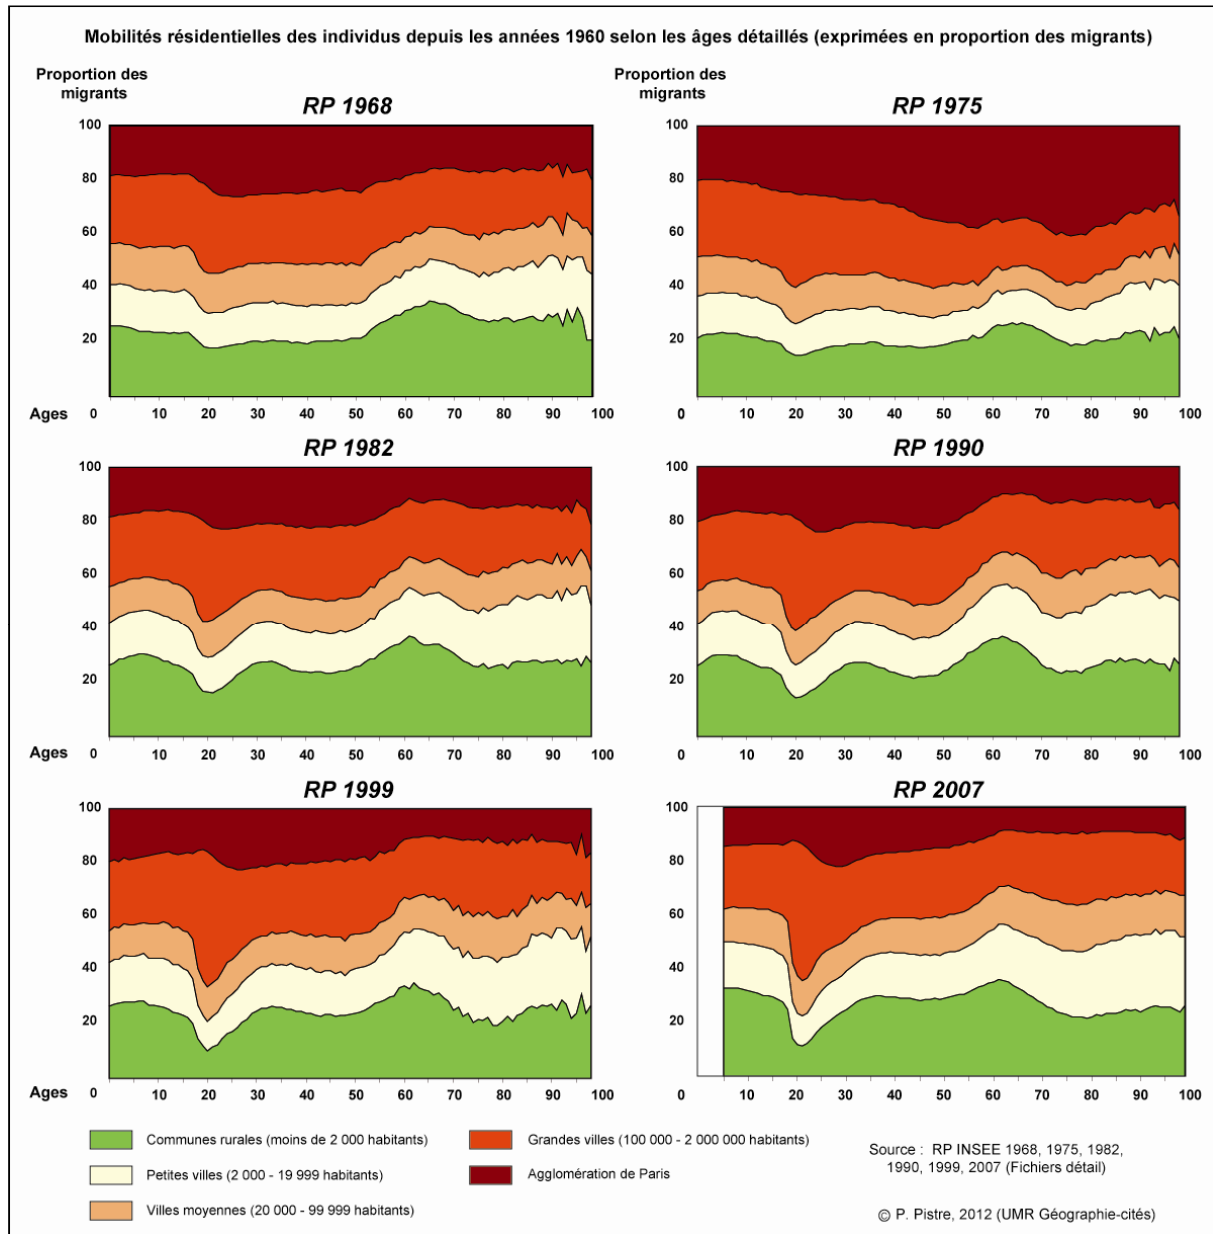 Mobilités résidentielles des individus depuis les années 1960 selon les âges détaillés (exprimées en proportion des migrants)
Proportion des
migrants
RP 1968
100
80
60
40
20
Ages 0 10 20 30 40 50 60 70 80 90 100
Proportion des
migrants
RP 1975
100
80
60
40
20
0 10 20 30 40 50 60 70 80 90 100
RP 1982
100
80
60
40
20
Ages 0 10 20 30 40 50 60 70 80 90 100
RP 1990
100
80
60
40
20
0 10 20 30 40 50 60 70 80 90 100
RP 1999
100
80
60
40
20
Ages 0 10 20 30 40 50 60 70 80 90 100
RP 2007
100
80
60
40
20
0 10 20 30 40 50 60 70 80 90 100
Communes rurales (moins de 2 000 habitants)
Petites villes (2 000 - 19 999 habitants)
Villes moyennes (20 000 - 99 999 habitants)
Grandes villes (100 000 - 2 000 000 habitants)
Agglomération de Paris
Source : RP INSEE 1968, 1975, 1982,
1990, 1999, 2007 (Fichiers détail)
© P. Pistre, 2012 (UMR Géographie-cités)